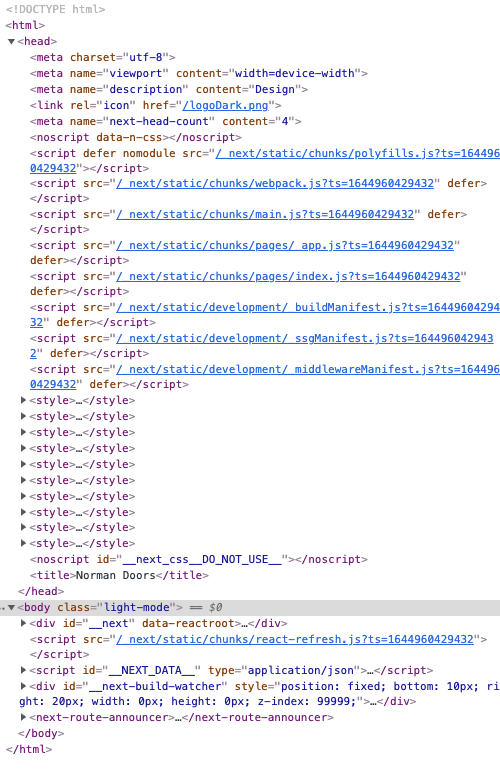 <!DOCTYPE html>
<html>
<head>
<meta charset="utf-8">
<meta name="viewport" content="width=device-width">
<meta name="description" content="Design">
<link rel="icon" href="/logoDark.png">
<meta name="next-head-count" content="4">
<noscript data-n-css></noscript>
<script defer nomodule src="/_next/static/chunks/polyfills.js?ts=1644960
429432"></script>
<script src="/_next/static/chunks/webpack.js?ts=1644960429432" defer>
</script>
<script src="/_next/static/chunks/main.js?ts=1644960429432" defer>
</script>
<script src="/_next/static/chunks/pages/_app.js?ts=1644960429432"
defer></script>
<script src="/_next/static/chunks/pages/index.js?ts=1644960429432"
defer></script>
<script src="/_next/static/development/_buildManifest.js?ts=16449604294
32" defer></script>
<script src="/_next/static/development/_ssgManifest.js?ts=164496042943
2" defer></script>
<script src="/_next/static/development/_middlewareManifest.js?ts=164496
0429432" defer></script>
<style>…</style>
<style>…</style>
<style>…</style>
<style>…</style>
<style>…</style>
<style>…</style>
<style>…</style>
<style>…</style>
<style>…</style>
<style>…</style>
<noscript id="__next_css__DO_NOT_USE__"></noscript>
<title>Norman Doors</title>
</head>
<body class="light-mode"> == $0
<div id="__next" data-reactroot>…</div>
<script src="/_next/static/chunks/react-refresh.js?ts=1644960429432">
</script>
<script id="__NEXT_DATA__" type="application/json">…</script>
<div id="__next-build-watcher" style="position: fixed; bottom: 10px; ri
ght: 20px; width: 0px; height: 0px; z-index: 99999;">…</div>
<next-route-announcer>…</next-route-announcer>
</body>
</html>